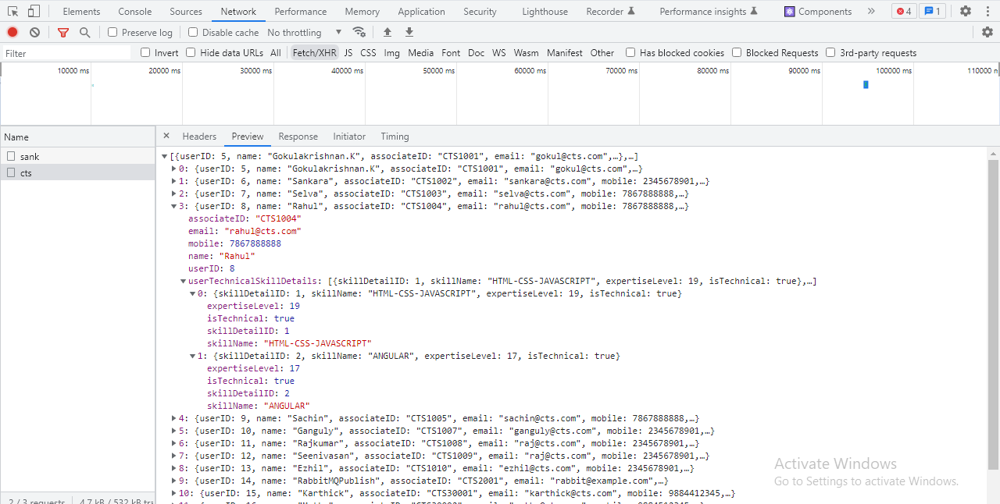 Elements Console Sources Network Performance Memory Application Security Lighthouse Recorder Performance insights Components » 4 1
Preserve log Disable cache No throttling
Filter Invert Hide data URLs All Fetch/XHR JS CSS Img Media Font Doc WS Wasm Manifest Other Has blocked cookies Blocked Requests 3rd-party requests
10000 ms 20000 ms 30000 ms 40000 ms 50000 ms 60000 ms 70000 ms 80000 ms 90000 ms 100000 ms 110000 n
Name × Headers Preview Response Initiator Timing
sank
cts
[{userID: 5, name: "Gokulakrishnan.K", associateID: "CTS1001", email: "gokul@cts.com",…},…]
0: {userID: 5, name: "Gokulakrishnan.K", associateID: "CTS1001", email: "gokul@cts.com",…}
1: {userID: 6, name: "Sankara", associateID: "CTS1002", email: "sankara@cts.com", mobile: 2345678901,…}
2: {userID: 7, name: "Selva", associateID: "CTS1003", email: "selva@cts.com", mobile: 7867888888,…}
3: {userID: 8, name: "Rahul", associateID: "CTS1004", email: "rahul@cts.com", mobile: 7867888888,…}
associateID: "CTS1004"
email: "rahul@cts.com"
mobile: 7867888888
name: "Rahul"
userID: 8
userTechnicalSkillDetails: [{skillDetailID: 1, skillName: "HTML-CSS-JAVASCRIPT", expertiseLevel: 19, isTechnical: true},…]
0: {skillDetailID: 1, skillName: "HTML-CSS-JAVASCRIPT", expertiseLevel: 19, isTechnical: true}
expertiseLevel: 19
isTechnical: true
skillDetailID: 1
skillName: "HTML-CSS-JAVASCRIPT"
1: {skillDetailID: 2, skillName: "ANGULAR", expertiseLevel: 17, isTechnical: true}
expertiseLevel: 17
isTechnical: true
skillDetailID: 2
skillName: "ANGULAR"
4: {userID: 9, name: "Sachin", associateID: "CTS1005", email: "sachin@cts.com", mobile: 7867888888,…}
5: {userID: 10, name: "Ganguly", associateID: "CTS1007", email: "ganguly@cts.com", mobile: 2345678901,…}
6: {userID: 11, name: "Rajkumar", associateID: "CTS1008", email: "raj@cts.com", mobile: 2345678901,…}
7: {userID: 12, name: "Seenivasan", associateID: "CTS1009", email: "raj@cts.com", mobile: 2345678901,…}
8: {userID: 13, name: "Ezhil", associateID: "CTS1010", email: "ezhil@cts.com", mobile: 2345678901,…}
9: {userID: 14, name: "RabbitMQPublish", associateID: "CTS2001", email: "rabbit@example.com",…}
10: {userID: 15, name: "Karthick", associateID: "CTS30001", email: "karthick@cts.com", mobile: 9884412345,…}
2 / 3 requests 4.7 kB / 532 kB
Activate Windows
Go to Settings to activate Windows.